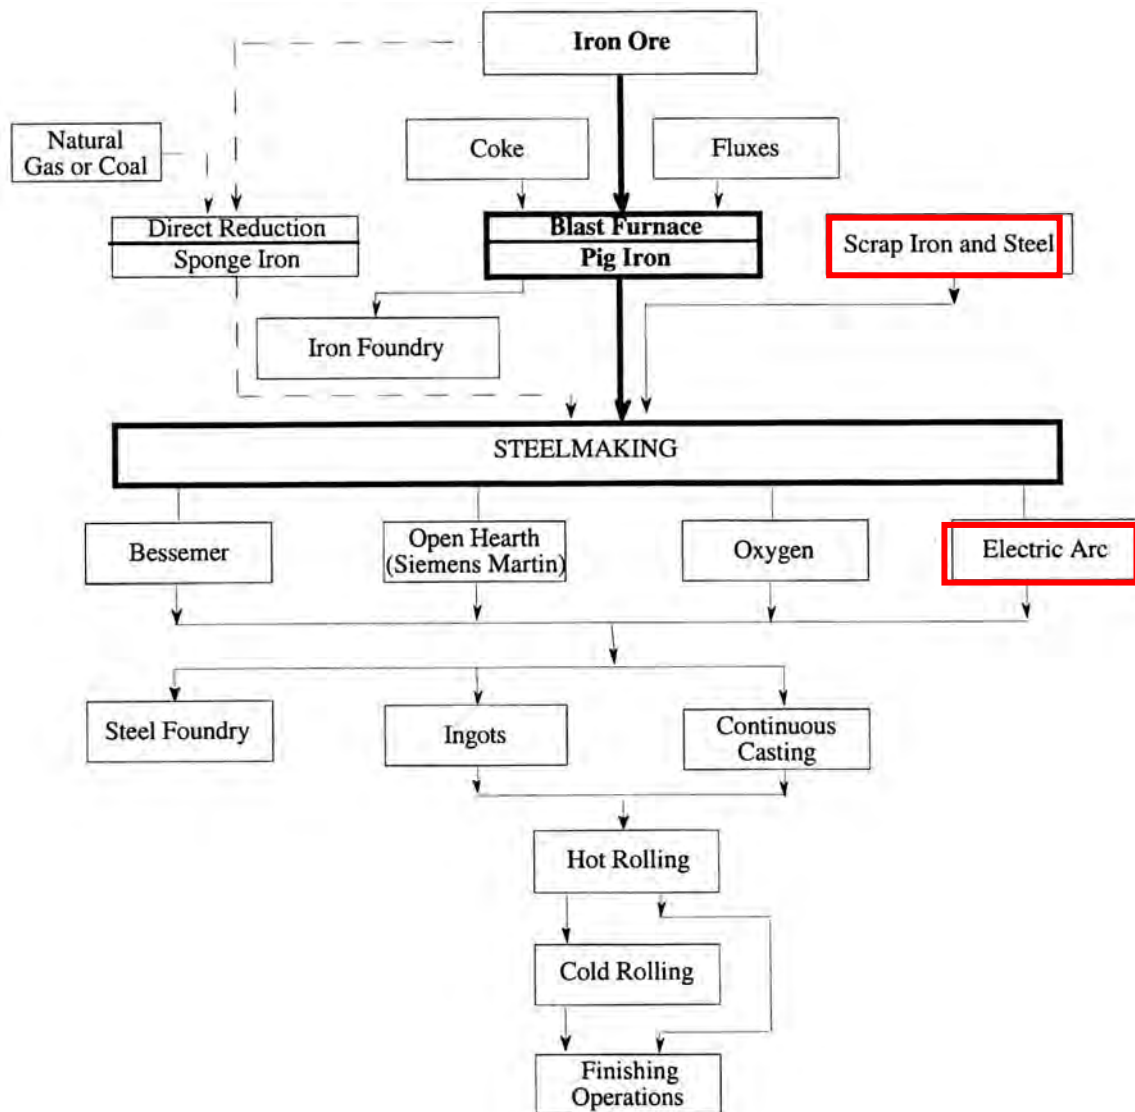 Iron Ore
Natural
Gas or Coal
Coke
Fluxes
Direct Reduction
Sponge Iron
Blast Furnace
Pig Iron
Scrap Iron and Steel
Iron Foundry
STEELMAKING
Bessemer
Open Hearth
(Siemens Martin)
Oxygen
Electric Arc
Steel Foundry
Ingots
Continuous
Casting
Hot Rolling
Cold Rolling
Finishing
Operations